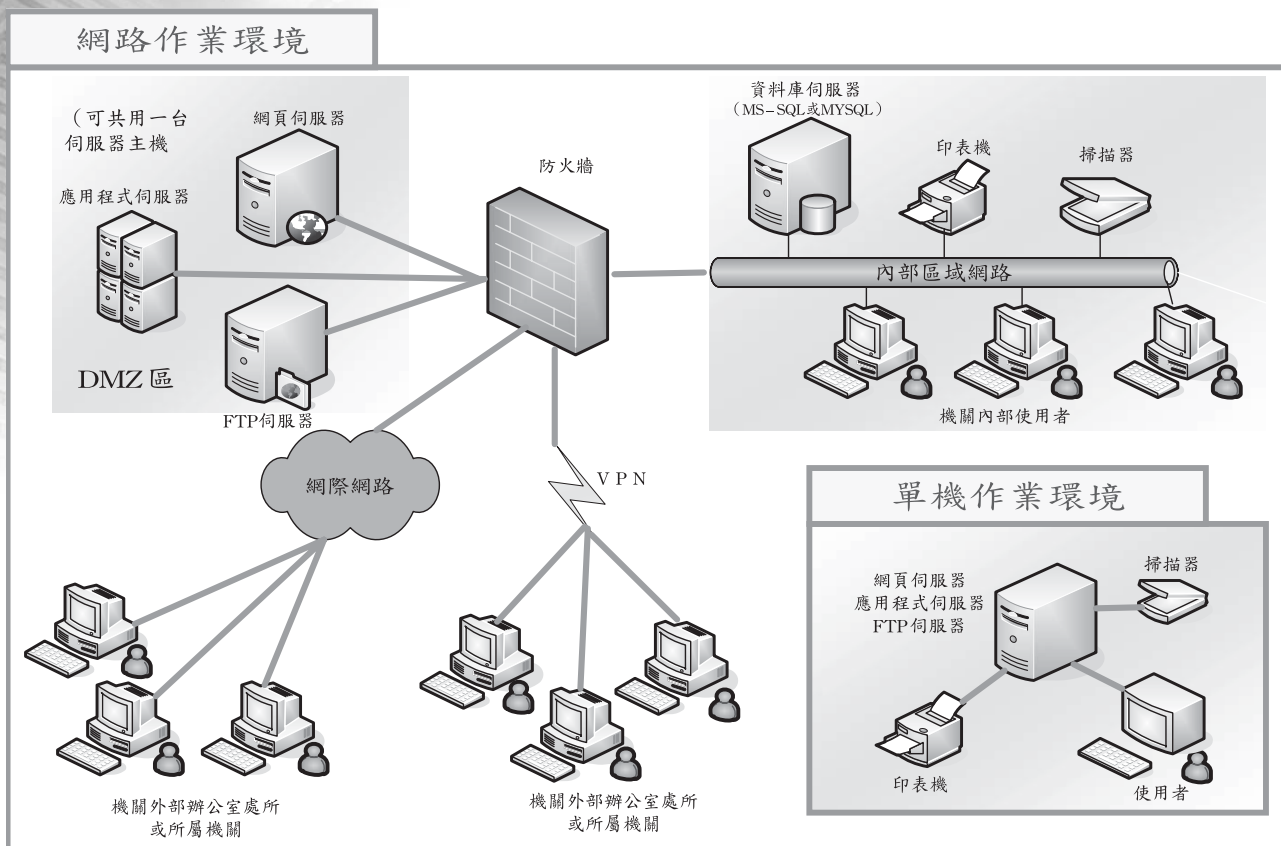 網路作業環境
（可共用一台
伺服器主機
網頁伺服器
應用程式伺服器
DMZ區
FTP伺服器
防火牆
資料庫伺服器
（MS–SQL或MYSQL）
印表機
掃描器
內部區域網路
機關內部使用者
網際網路
VPN
機關外部辦公室處所
或所屬機關
機關外部辦公室處所
或所屬機關
單機作業環境
網頁伺服器
應用程式伺服器
FTP伺服器
掃描器
印表機
使用者